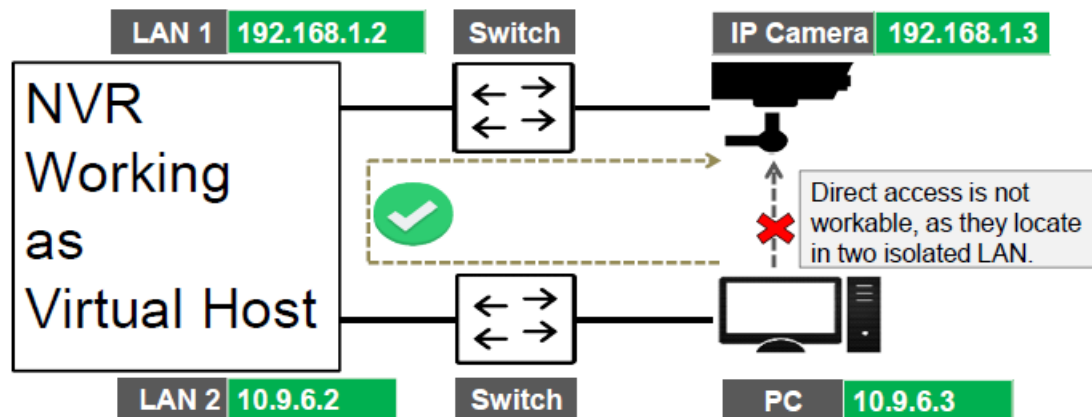 LAN 1 192.168.1.2
Switch
IP Camera 192.168.1.3
NVR
Working
as
Virtual Host
Direct access is not
workable, as they locate
in two isolated LAN.
LAN 2 10.9.6.2
Switch
PC 10.9.6.3